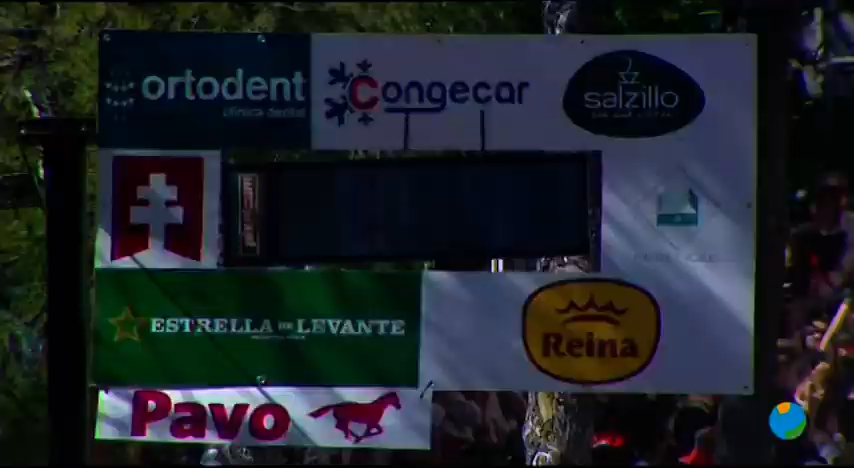 ortodent
clínica dental
Congecar
salzillo
ESTRELLA DE LEVANTE
Reina
Pavo